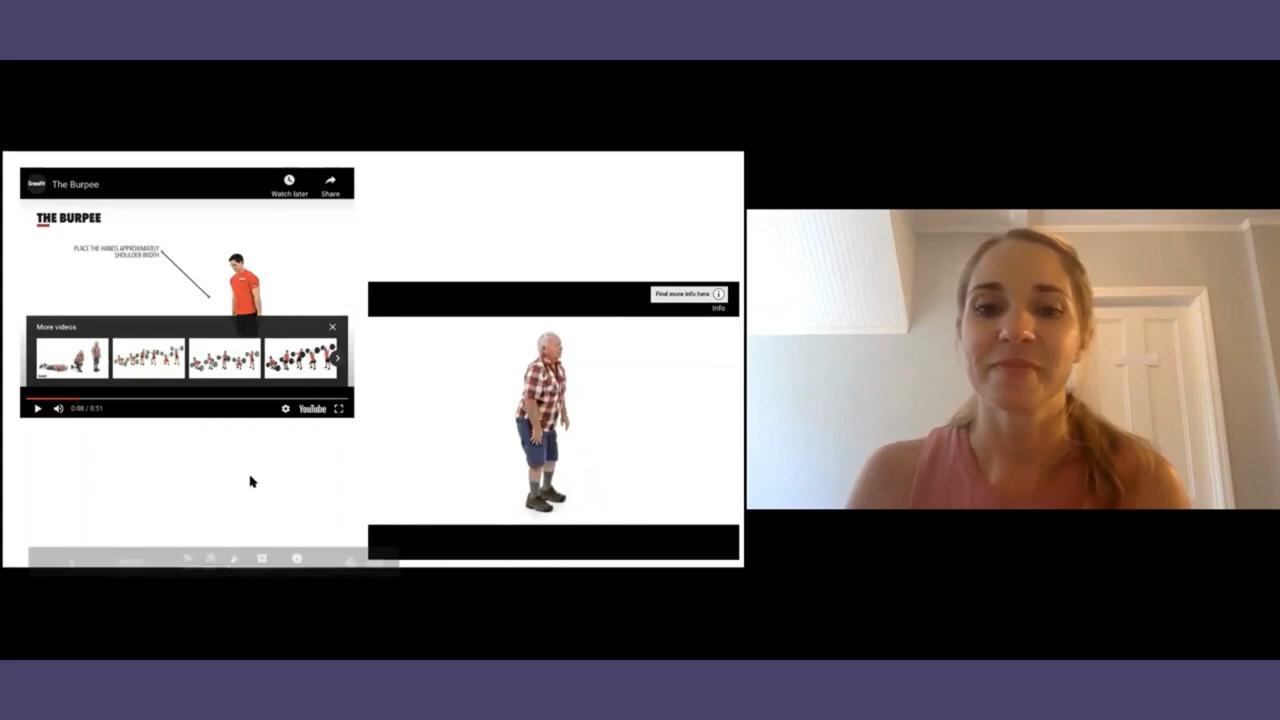 CrossFit
The Burpee
Watch later
Share
THE BURPEE
PLACE THE HANDS APPROXIMATELY
SHOULDER WIDTH
More videos
0:08 / 0:51
YouTube
Find more info here
Info